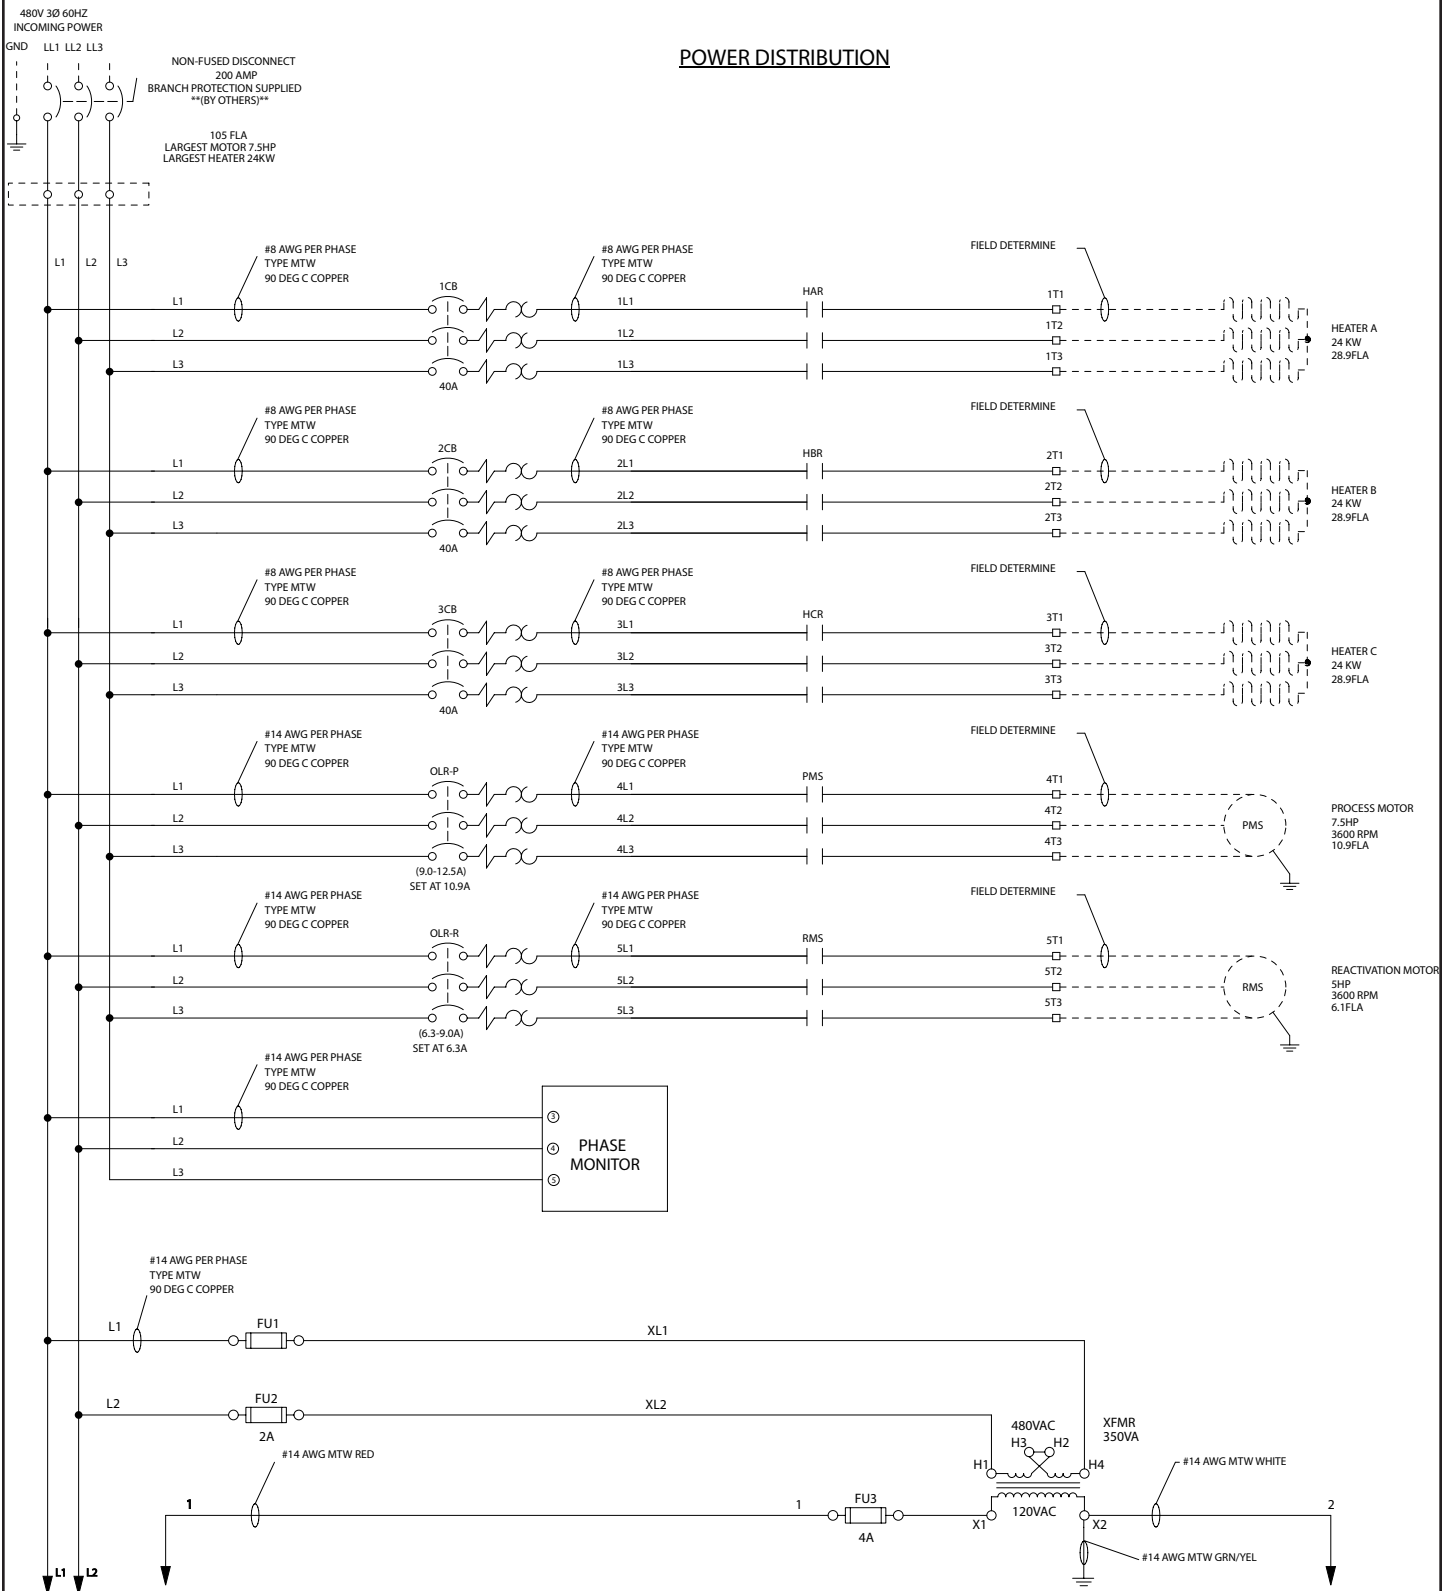 480V 3Ø 60HZ
INCOMING POWER
GND LL1 LL2 LL3
POWER DISTRIBUTION
NON-FUSED DISCONNECT
200 AMP
BRANCH PROTECTION SUPPLIED
**(BY OTHERS)**
105 FLA
LARGEST MOTOR 7.5HP
LARGEST HEATER 24KW
L1 L2 L3
#8 AWG PER PHASE
TYPE MTW
90 DEG C COPPER
#8 AWG PER PHASE
TYPE MTW
90 DEG C COPPER
FIELD DETERMINE
L1 1CB 1L1 HAR 1T1
L2 1L2 1T2
L3 1L3 1T3
40A
HEATER A
24 KW
28.9FLA
#8 AWG PER PHASE
TYPE MTW
90 DEG C COPPER
#8 AWG PER PHASE
TYPE MTW
90 DEG C COPPER
FIELD DETERMINE
L1 2CB 2L1 HBR 2T1
L2 2L2 2T2
L3 2L3 2T3
40A
HEATER B
24 KW
28.9FLA
#8 AWG PER PHASE
TYPE MTW
90 DEG C COPPER
#8 AWG PER PHASE
TYPE MTW
90 DEG C COPPER
FIELD DETERMINE
L1 3CB 3L1 HCR 3T1
L2 3L2 3T2
L3 3L3 3T3
40A
HEATER C
24 KW
28.9FLA
#14 AWG PER PHASE
TYPE MTW
90 DEG C COPPER
#14 AWG PER PHASE
TYPE MTW
90 DEG C COPPER
FIELD DETERMINE
L1 OLR-P 4L1 PMS 4T1
L2 4L2 4T2
L3 4L3 4T3
(9.0-12.5A)
SET AT 10.9A
PMS
PROCESS MOTOR
7.5HP
3600 RPM
10.9FLA
#14 AWG PER PHASE
TYPE MTW
90 DEG C COPPER
#14 AWG PER PHASE
TYPE MTW
90 DEG C COPPER
FIELD DETERMINE
L1 OLR-R 5L1 RMS 5T1
L2 5L2 5T2
L3 5L3 5T3
(6.3-9.0A)
SET AT 6.3A
RMS
REACTIVATION MOTOR
5HP
3600 RPM
6.1FLA
#14 AWG PER PHASE
TYPE MTW
90 DEG C COPPER
L1 3
L2 4
L3 5
PHASE
MONITOR
#14 AWG PER PHASE
TYPE MTW
90 DEG C COPPER
L1 FU1 XL1
L2 FU2 XL2
2A
480VAC
H3 H2
H1 H4
XFMR
350VA
#14 AWG MTW RED
#14 AWG MTW WHITE
1 1 FU3 X1 120VAC X2 2
4A
#14 AWG MTW GRN/YEL
L1 L2